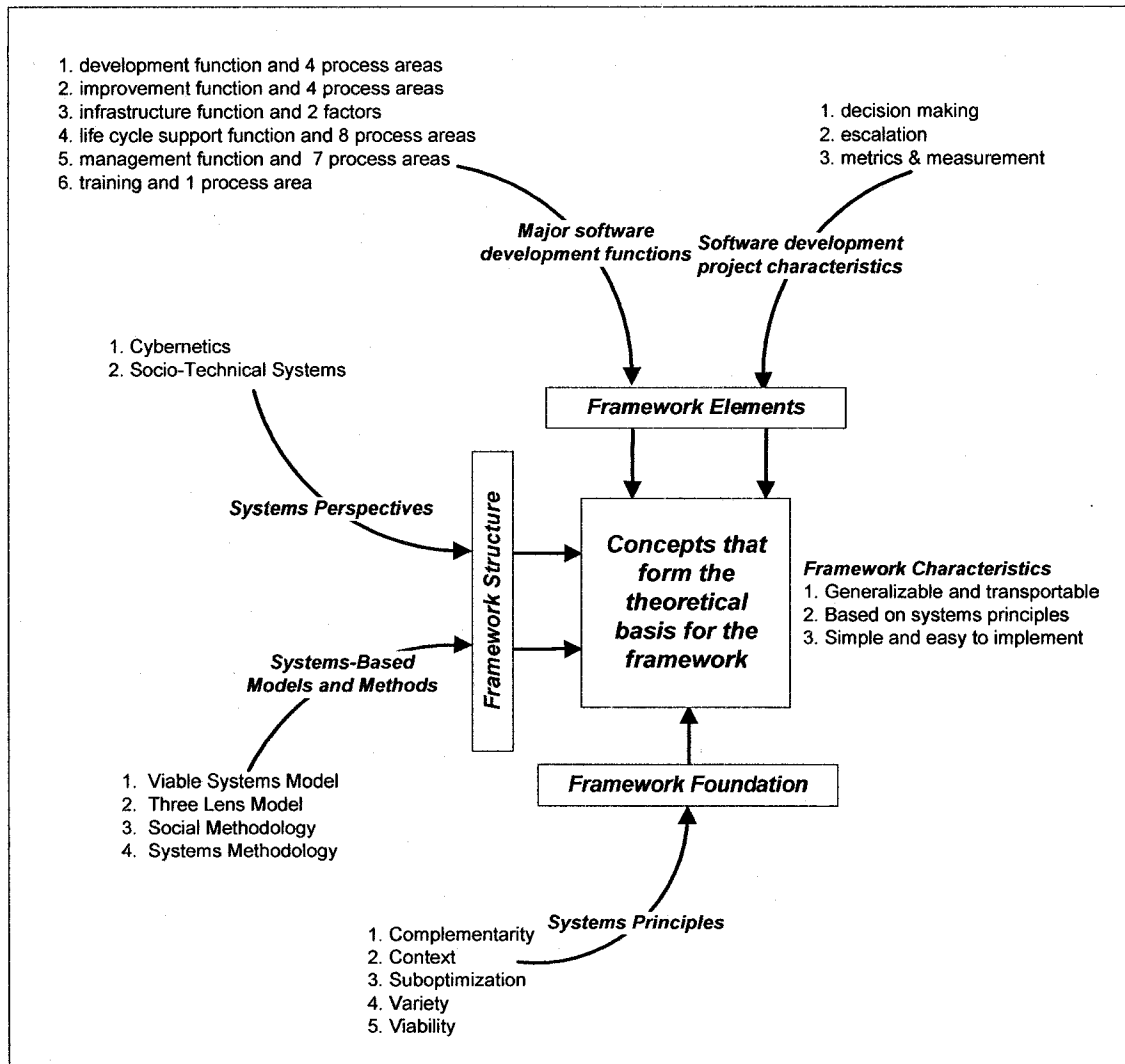 1. development function and 4 process areas
2. improvement function and 4 process areas
3. infrastructure function and 2 factors
4. life cycle support function and 8 process areas
5. management function and 7 process areas
6. training and 1 process area
1. decision making
2. escalation
3. metrics & measurement
Major software
development functions
Software development
project characteristics
1. Cybernetics
2. Socio-Technical Systems
Framework Elements
Systems Perspectives
Framework Structure
Concepts that
form the
theoretical
basis for the
framework
Framework Characteristics
1. Generalizable and transportable
2. Based on systems principles
3. Simple and easy to implement
Systems-Based
Models and Methods
1. Viable Systems Model
2. Three Lens Model
3. Social Methodology
4. Systems Methodology
Framework Foundation
Systems Principles
1. Complementarity
2. Context
3. Suboptimization
4. Variety
5. Viability